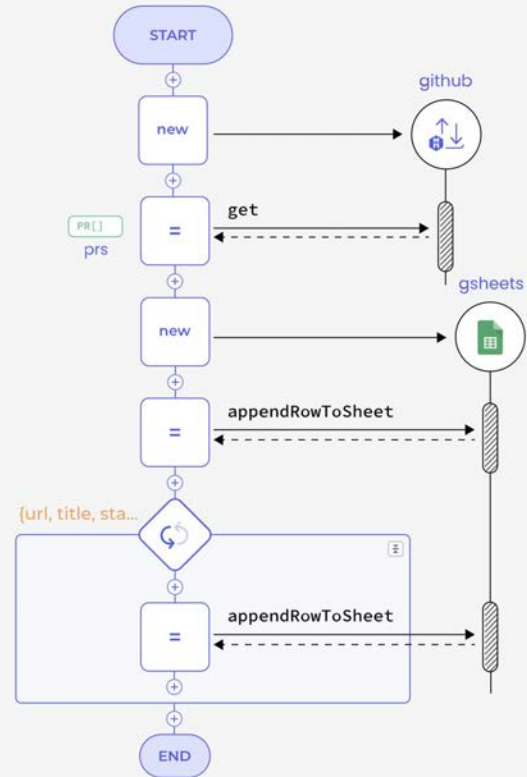 START
github
new
get
PR[]
=
prs
gsheets
new
appendRowToSheet
=
{url, title, sta...
appendRowToSheet
=
END